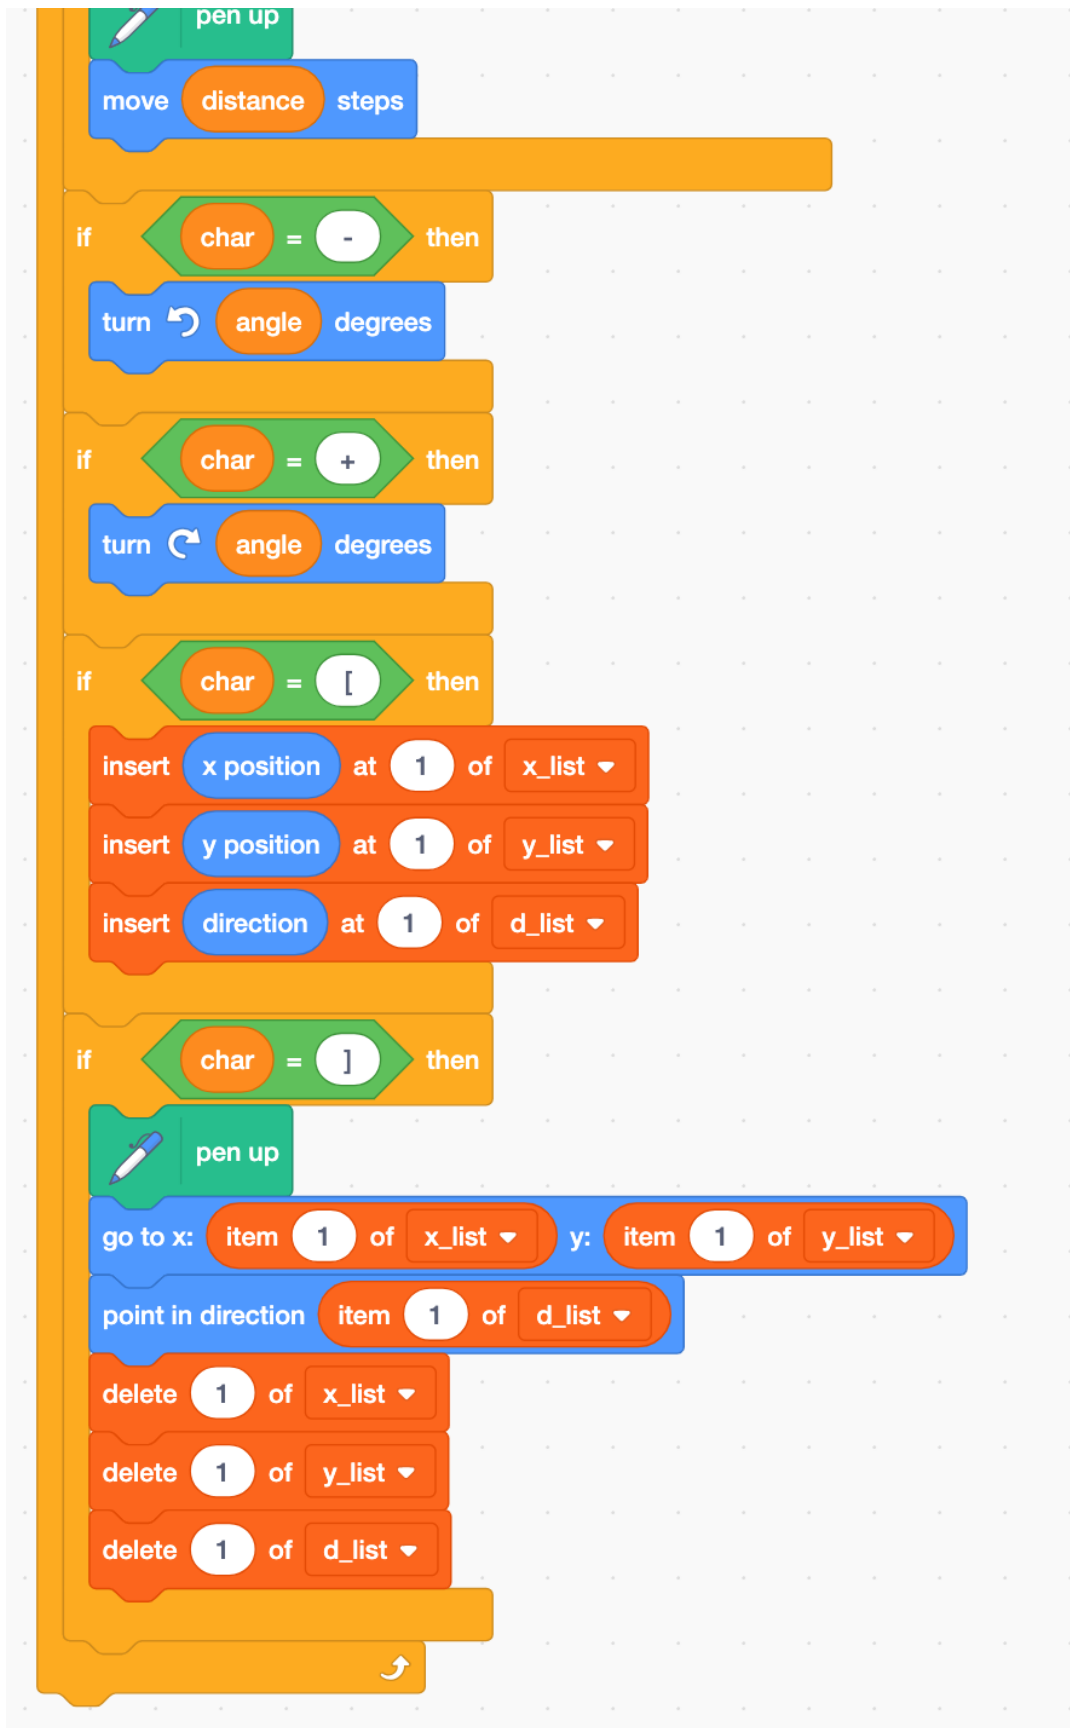 pen up
move distance steps
if char = - then
turn angle degrees
if char = + then
turn angle degrees
if char = [ then
insert x position at 1 of x_list
insert y position at 1 of y_list
insert direction at 1 of d_list
if char = ] then
pen up
go to x: item 1 of x_list y: item 1 of y_list
point in direction item 1 of d_list
delete 1 of x_list
delete 1 of y_list
delete 1 of d_list